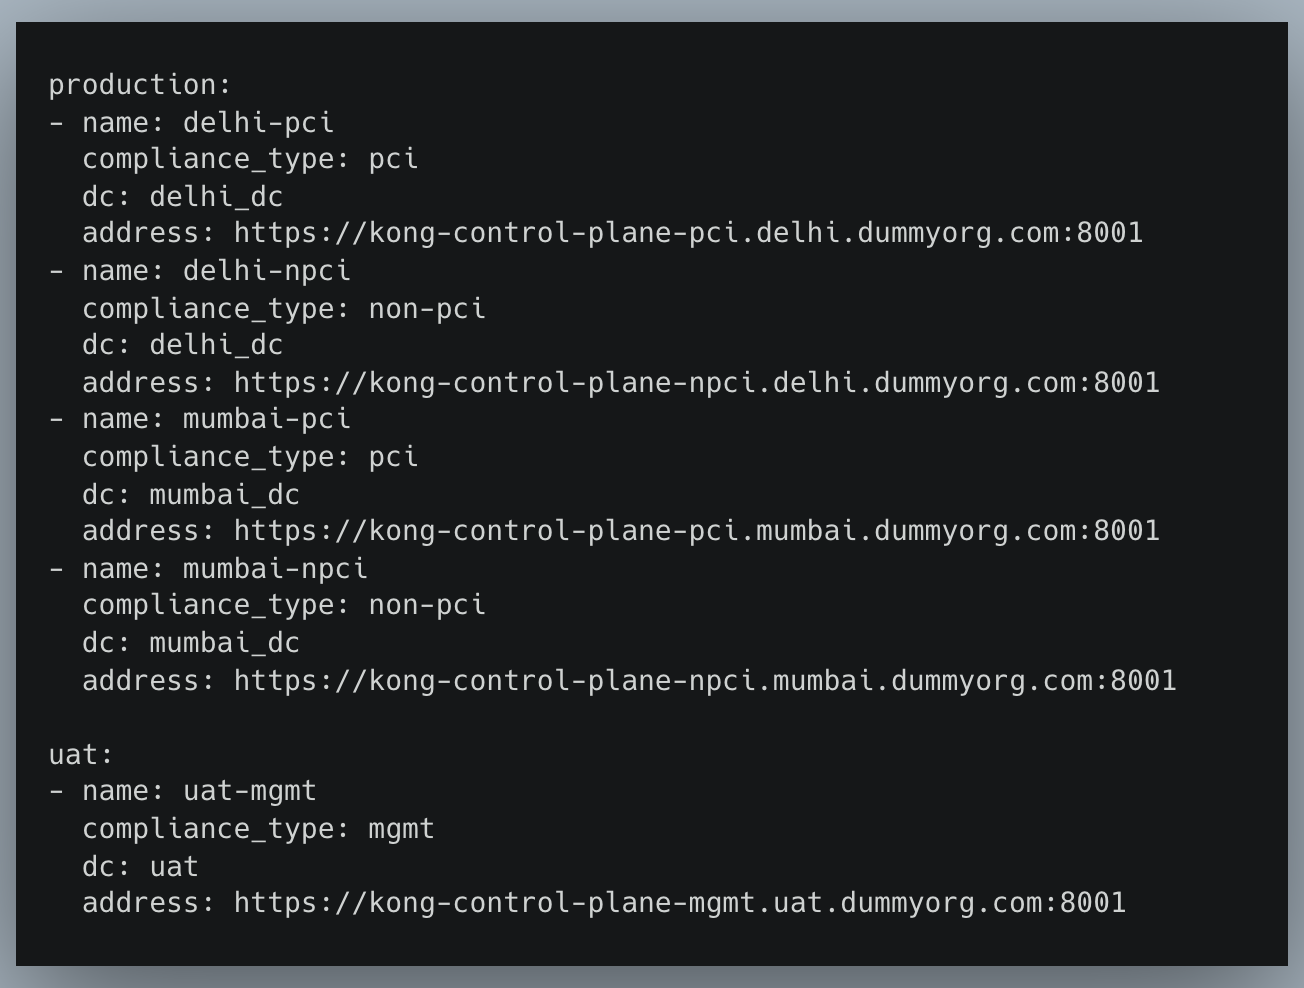 production:
- name: delhi-pci
  compliance_type: pci
  dc: delhi_dc
  address: https://kong-control-plane-pci.delhi.dummyorg.com:8001
- name: delhi-npci
  compliance_type: non-pci
  dc: delhi_dc
  address: https://kong-control-plane-npci.delhi.dummyorg.com:8001
- name: mumbai-pci
  compliance_type: pci
  dc: mumbai_dc
  address: https://kong-control-plane-pci.mumbai.dummyorg.com:8001
- name: mumbai-npci
  compliance_type: non-pci
  dc: mumbai_dc
  address: https://kong-control-plane-npci.mumbai.dummyorg.com:8001

uat:
- name: uat-mgmt
  compliance_type: mgmt
  dc: uat
  address: https://kong-control-plane-mgmt.uat.dummyorg.com:8001